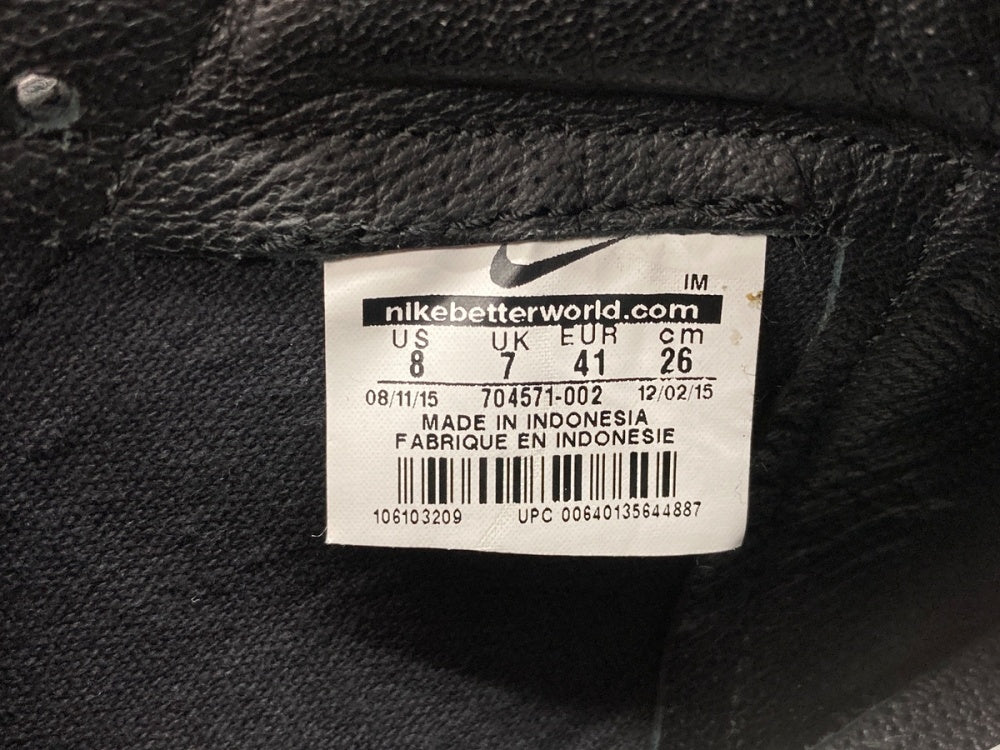 IM
nikebetterworld.com
US UK EUR cm
8 7 41 26
08/11/15 704571-002 12/02/15
MADE IN INDONESIA
FABRIQUE EN INDONESIE
106103209 UPC 00640135644887